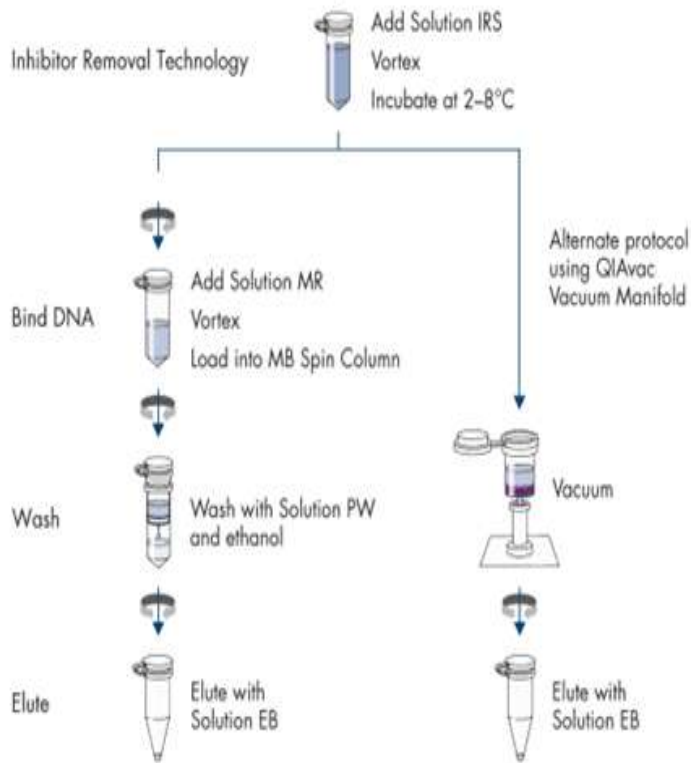 Inhibitor Removal Technology
Add Solution IRS
Vortex
Incubate at 2–8°C
Alternate protocol
using QIAvac
Vacuum Manifold
Bind DNA
Add Solution MR
Vortex
Load into MB Spin Column
Wash
Wash with Solution PW
and ethanol
Vacuum
Elute
Elute with
Solution EB
Elute with
Solution EB